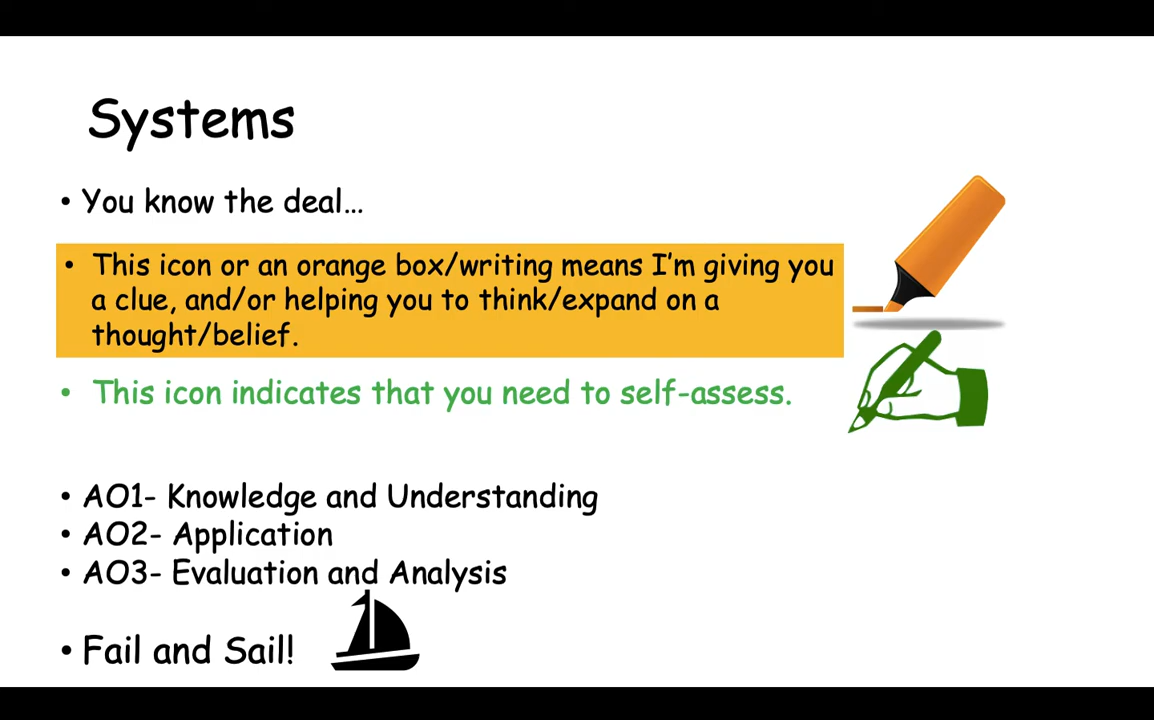 Systems
• You know the deal…
• This icon or an orange box/writing means I'm giving you
a clue, and/or helping you to think/expand on a
thought/belief.
• This icon indicates that you need to self-assess.
• AO1- Knowledge and Understanding
• AO2- Application
• AO3- Evaluation and Analysis
• Fail and Sail!